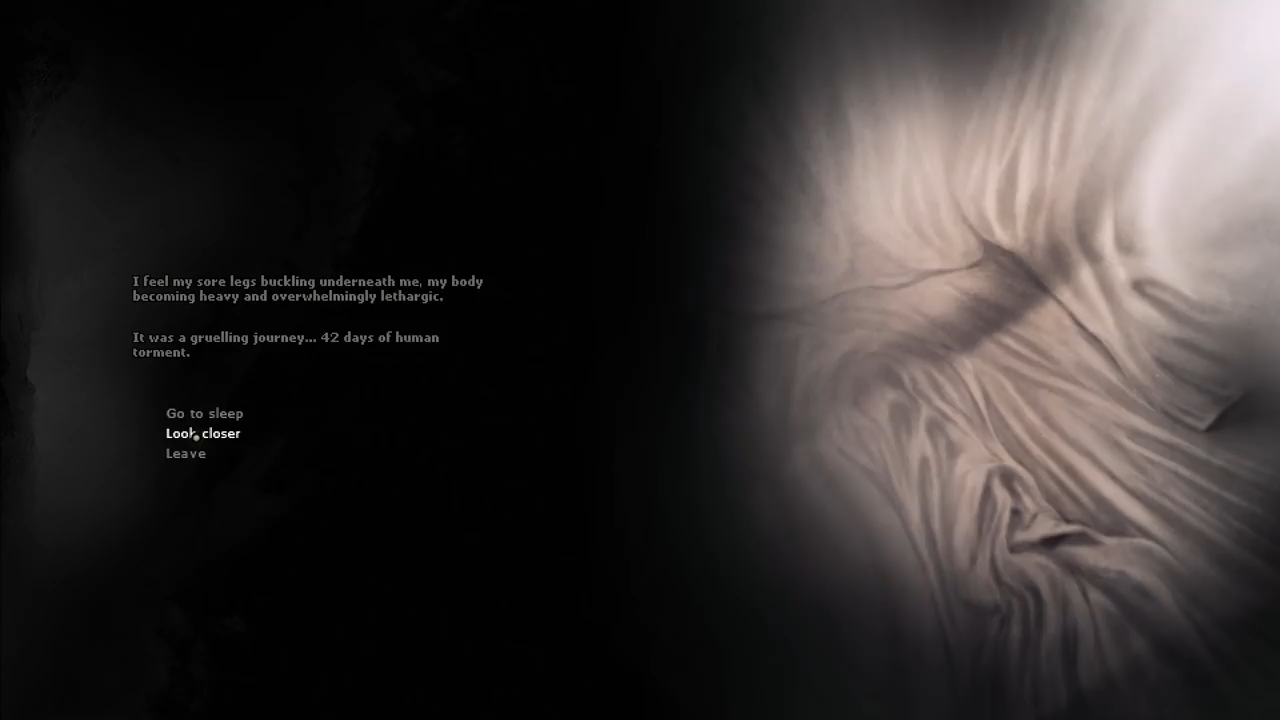 I feel my sore legs buckling underneath me, my body
becoming heavy and overwhelmingly lethargic.
It was a gruelling journey... 42 days of human
torment.
Go to sleep
Look closer
Leave